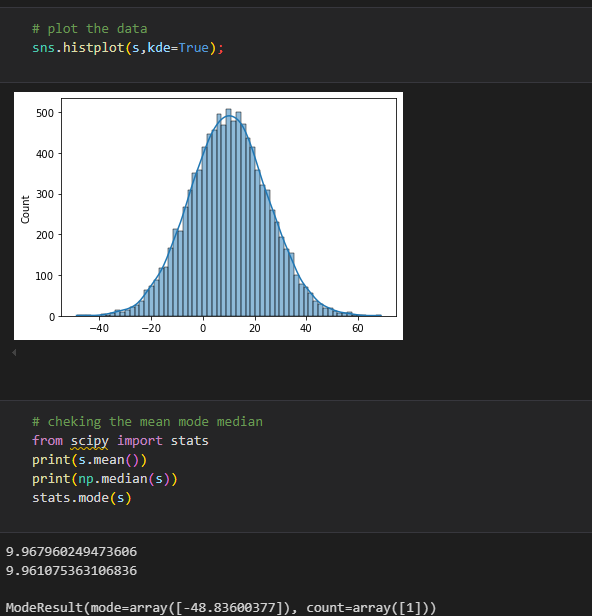 # plot the data
sns.histplot(s,kde=True);
500
400
300
200
100
0
Count
−40 −20 0 20 40 60
# cheking the mean mode median
from scipy import stats
print(s.mean())
print(np.median(s))
stats.mode(s)
9.967960249473606
9.961075363106836
ModeResult(mode=array([-48.83600377]), count=array([1]))